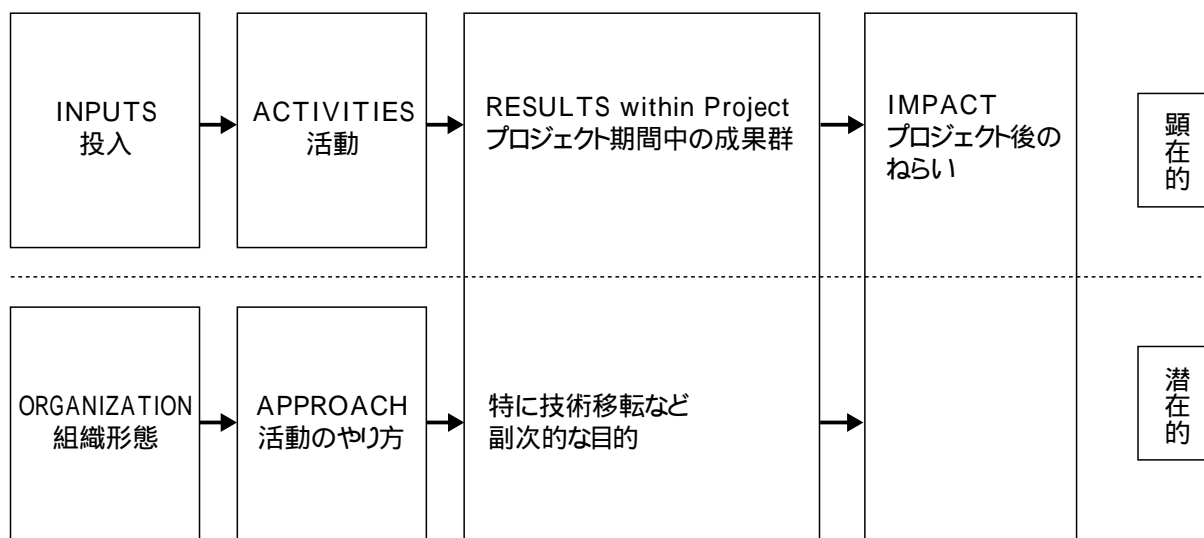 INPUTS
投入
ACTIVITIES
活動
RESULTS within Project
プロジェクト期間中の成果群
IMPACT
プロジェクト後の
ねらい
顕在的
ORGANIZATION
組織形態
APPROACH
活動のやり方
特に技術移転など
副次的な目的
潜在的